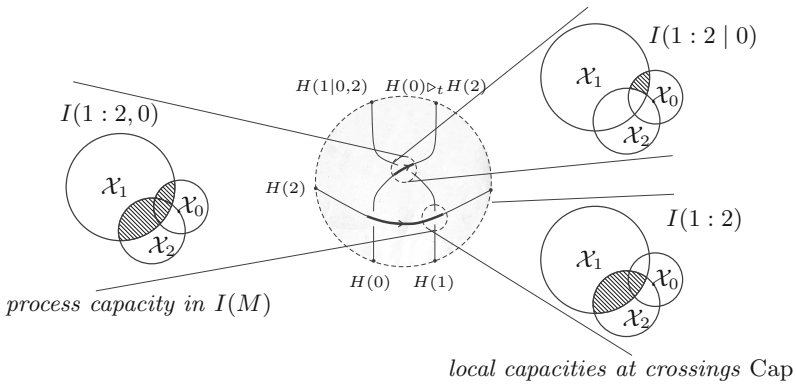 I(1 : 2 | 0)
𝒳₁
𝒳₀
𝒳₂
H(1|0,2) H(0)▷ₜH(2)
I(1 : 2, 0)
𝒳₁
𝒳₀
𝒳₂
H(2)
I(1 : 2)
𝒳₁
𝒳₀
𝒳₂
H(0) H(1)
process capacity in I(M)
local capacities at crossings Cap